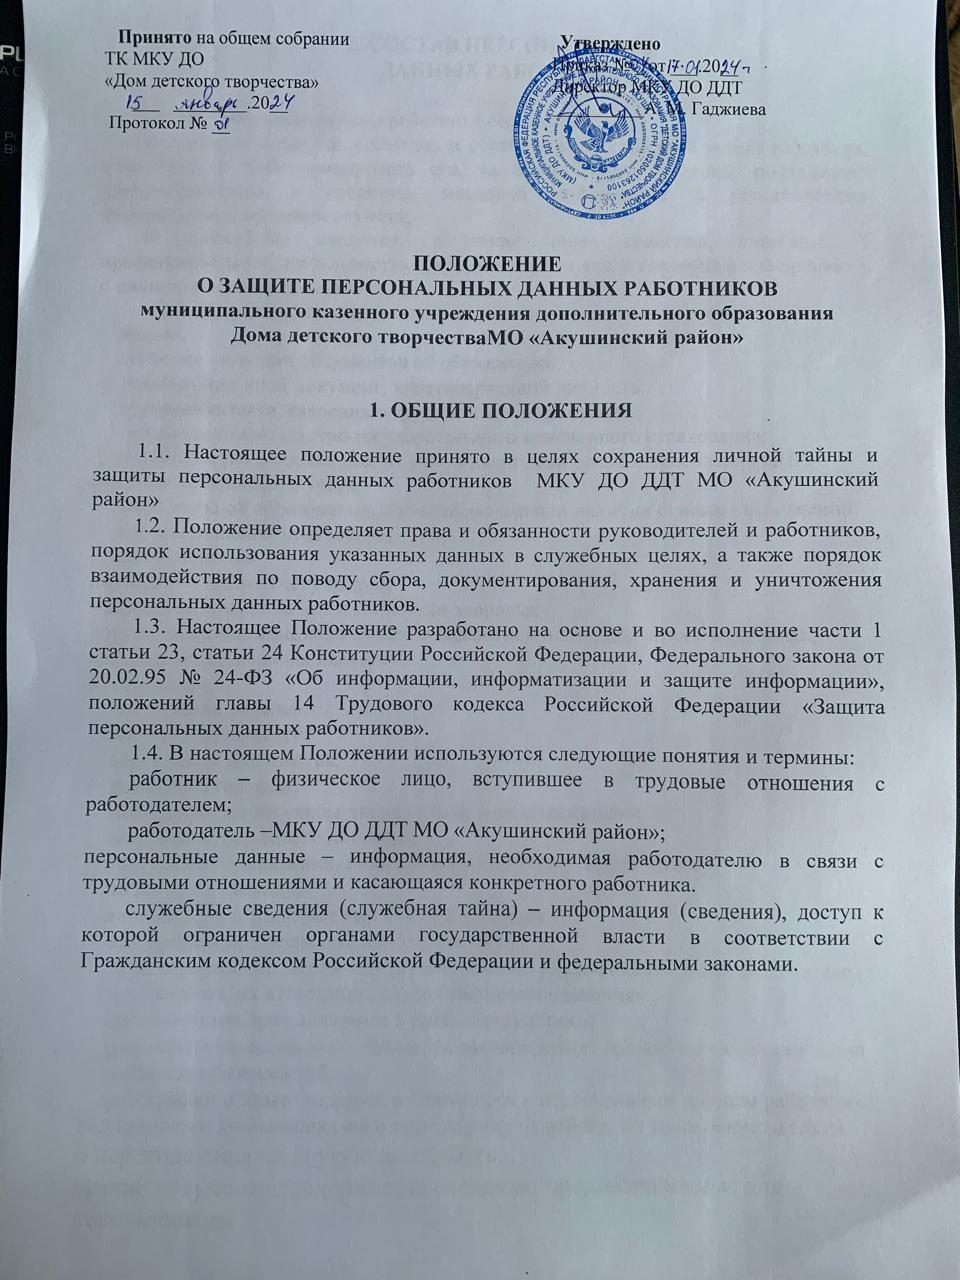 Принято на общем собрании
ТК МКУ ДО
«Дом детского творчества»
15 январь .2024
Протокол № 01
Утверждено
Приказ № от 17.01.2024 г.
Директор МКУ ДО ДДТ
А. М. Гаджиева
ПОЛОЖЕНИЕ
О ЗАЩИТЕ ПЕРСОНАЛЬНЫХ ДАННЫХ РАБОТНИКОВ
муниципального казенного учреждения дополнительного образования
Дома детского творчестваМО «Акушинский район»
1. ОБЩИЕ ПОЛОЖЕНИЯ
1.1. Настоящее положение принято в целях сохранения личной тайны и
защиты персональных данных работников МКУ ДО ДДТ МО «Акушинский
район»
1.2. Положение определяет права и обязанности руководителей и работников,
порядок использования указанных данных в служебных целях, а также порядок
взаимодействия по поводу сбора, документирования, хранения и уничтожения
персональных данных работников.
1.3. Настоящее Положение разработано на основе и во исполнение части 1
статьи 23, статьи 24 Конституции Российской Федерации, Федерального закона от
20.02.95 № 24-ФЗ «Об информации, информатизации и защите информации»,
положений главы 14 Трудового кодекса Российской Федерации «Защита
персональных данных работников».
1.4. В настоящем Положении используются следующие понятия и термины:
работник – физическое лицо, вступившее в трудовые отношения с
работодателем;
работодатель –МКУ ДО ДДТ МО «Акушинский район»;
персональные данные – информация, необходимая работодателю в связи с
трудовыми отношениями и касающаяся конкретного работника.
служебные сведения (служебная тайна) – информация (сведения), доступ к
которой ограничен органами государственной власти в соответствии с
Гражданским кодексом Российской Федерации и федеральными законами.